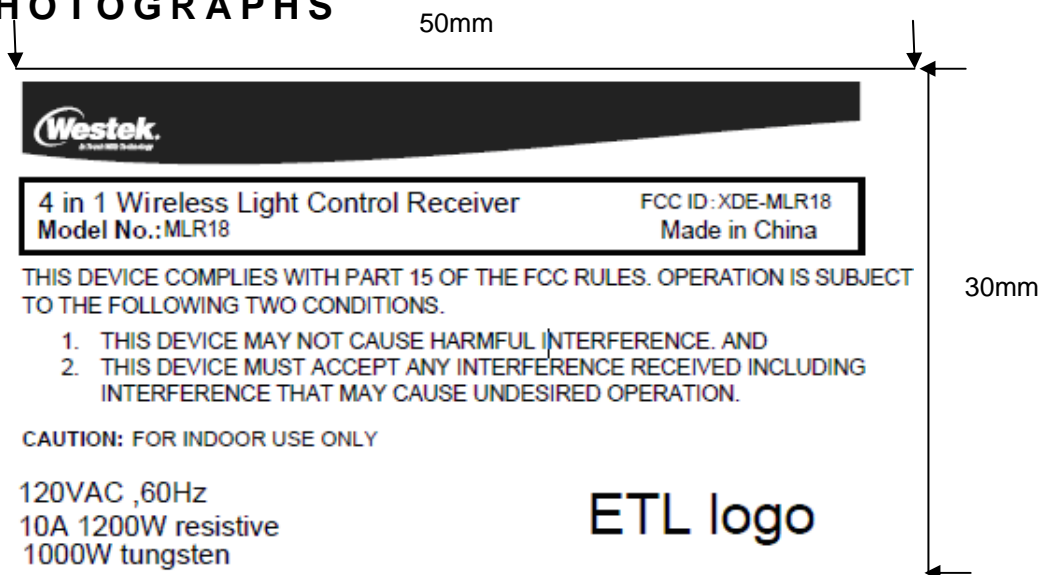 HOTOGRAPHS
50mm
Westek.
4 in 1 Wireless Light Control Receiver
FCC ID:XDE-MLR18
Model No.:MLR18
Made in China
THIS DEVICE COMPLIES WITH PART 15 OF THE FCC RULES. OPERATION IS SUBJECT
TO THE FOLLOWING TWO CONDITIONS.
1. THIS DEVICE MAY NOT CAUSE HARMFUL INTERFERENCE. AND
2. THIS DEVICE MUST ACCEPT ANY INTERFERENCE RECEIVED INCLUDING
INTERFERENCE THAT MAY CAUSE UNDESIRED OPERATION.
30mm
CAUTION: FOR INDOOR USE ONLY
120VAC ,60Hz
10A 1200W resistive
1000W tungsten
ETL logo